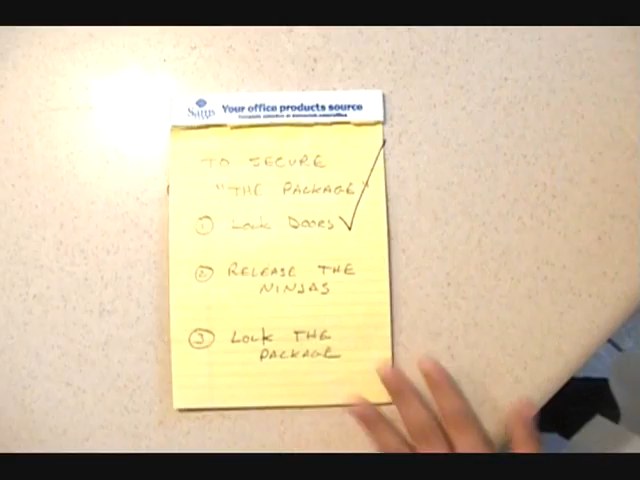 Sams Your office products source
TO SECURE
"THE PACKAGE"
① Lock Doors ✓
② RELEASE THE
NINJAS
③ LOCK THE
PACKAGE